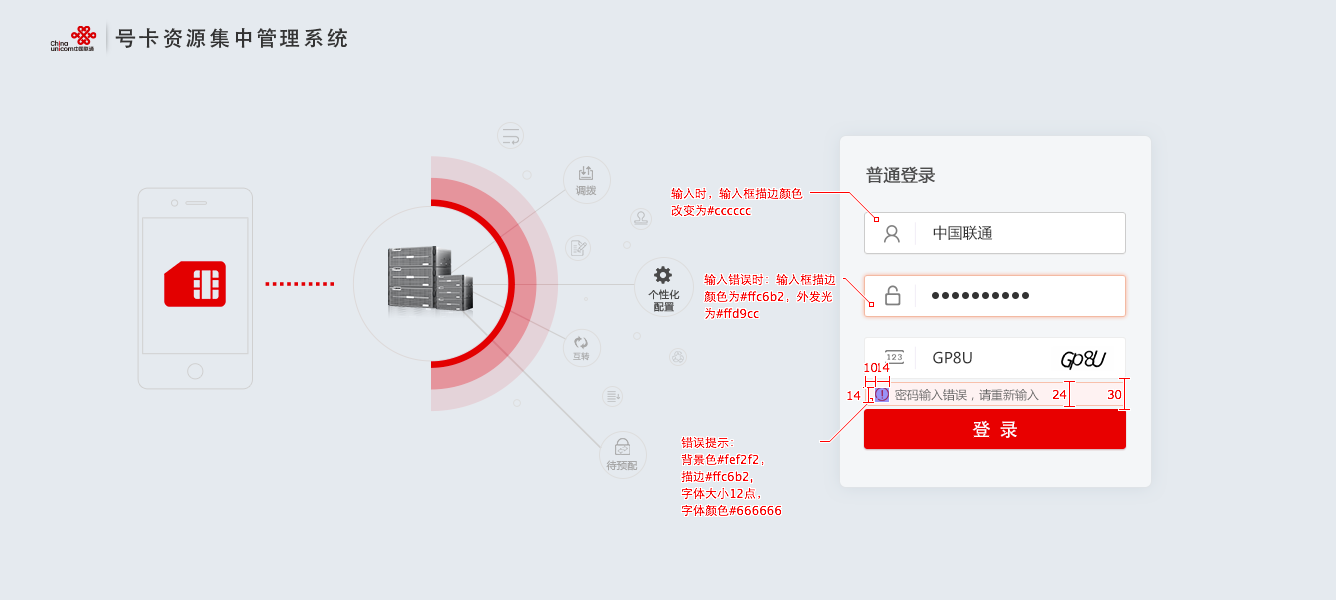 China
unicom中国联通
号卡资源集中管理系统
调拨
个性化
配置
互转
待预配
输入时，输入框描边颜色
改变为#cccccc
输入错误时：输入框描边
颜色为#ffc6b2，外发光
为#ffd9cc
错误提示：
背景色#fef2f2，
描边#ffc6b2，
字体大小12点，
字体颜色#666666
普通登录
中国联通
●●●●●●●●●●
123
GP8U
Gp8U
10 14
14
密码输入错误，请重新输入
24
30
登 录